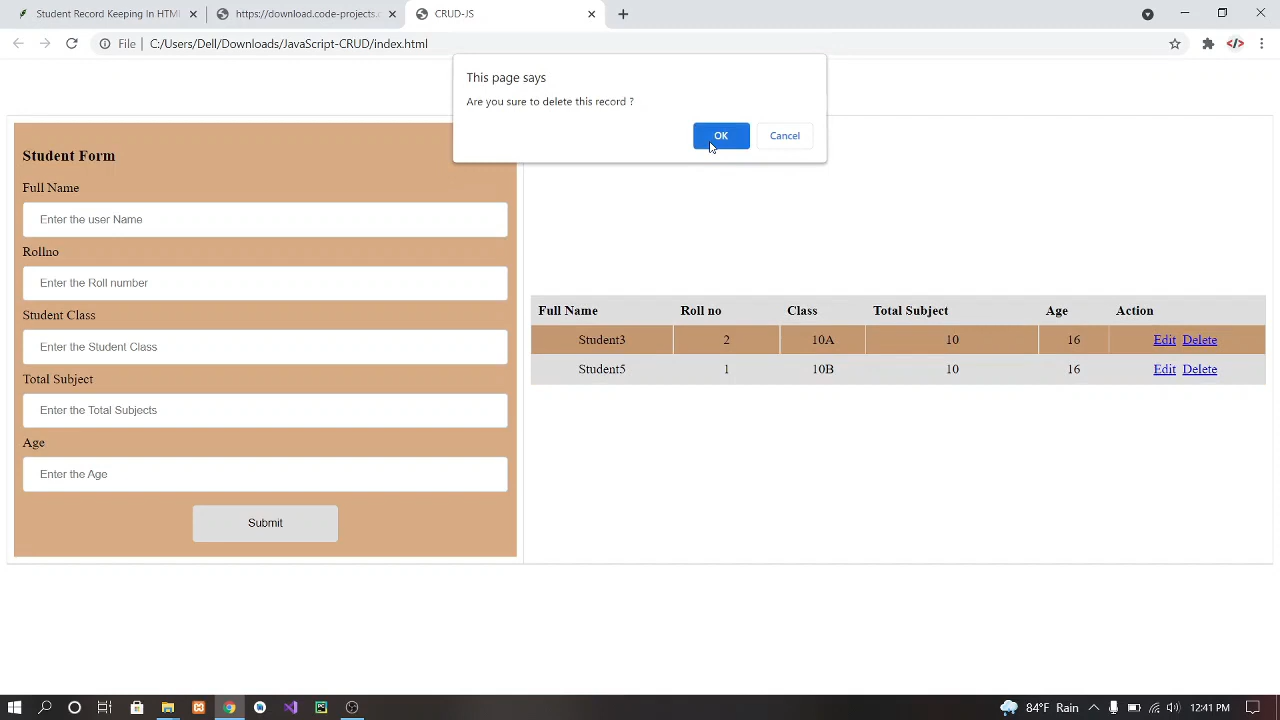 Student Record Keeping In HTML
https://download.code-projects.
CRUD-JS
File C:/Users/Dell/Downloads/JavaScript-CRUD/index.html
This page says
Are you sure to delete this record ?
OK Cancel
Student Form
Full Name
Enter the user Name
Rollno
Enter the Roll number
Student Class
Enter the Student Class
Total Subject
Enter the Total Subjects
Age
Enter the Age
Submit
Full Name Roll no Class Total Subject Age Action
Student3 2 10A 10 16 Edit Delete
Student5 1 10B 10 16 Edit Delete
84°F Rain 12:41 PM